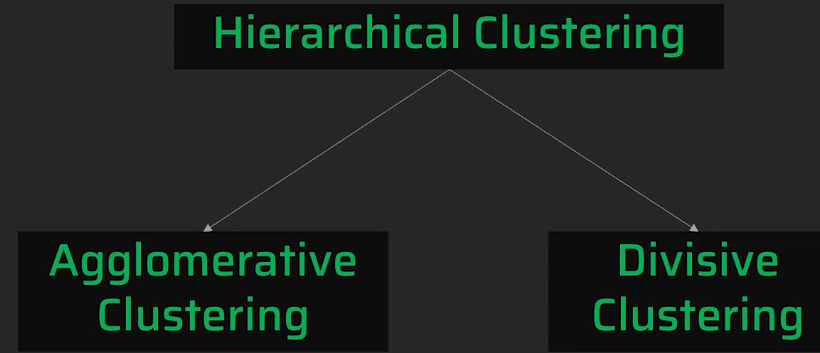 Hierarchical Clustering
Agglomerative
Clustering
Divisive
Clustering